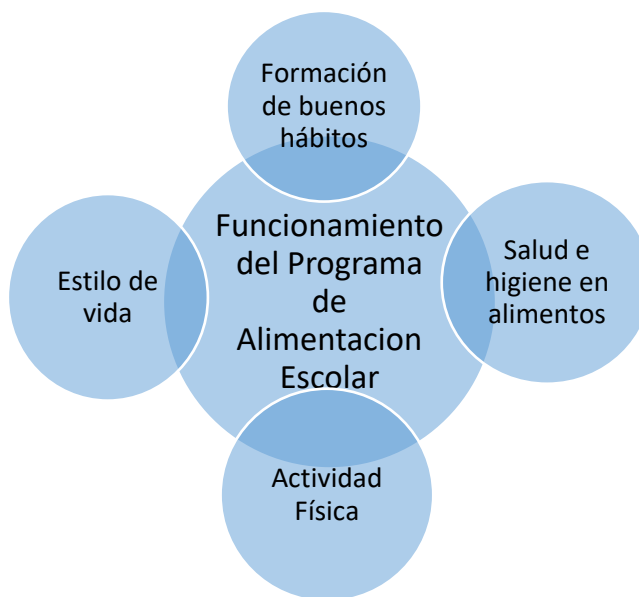 Formación
de buenos
hábitos
Funcionamiento
del Programa
de
Alimentacion
Escolar
Estilo de
vida
Salud e
higiene en
alimentos
Actividad
Física